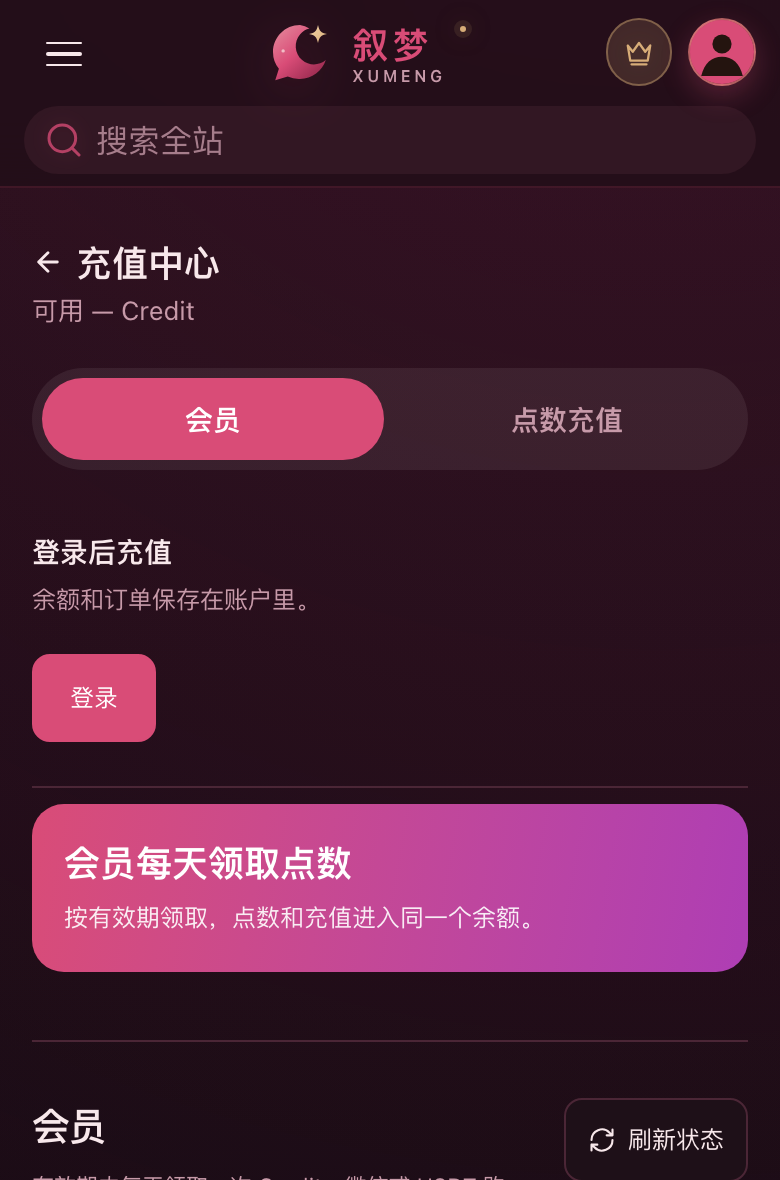 叙梦
XUMENG
搜索全站
充值中心
可用 — Credit
会员
点数充值
登录后充值
余额和订单保存在账户里。
登录
会员每天领取点数
按有效期领取，点数和充值进入同一个余额。
会员
刷新状态